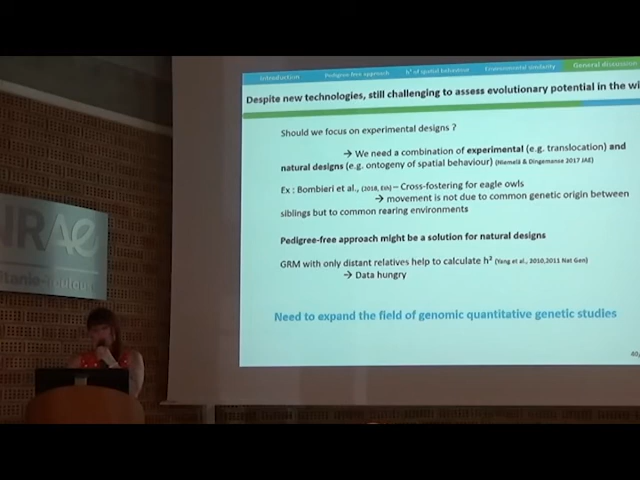 Introduction
Pedigree free approach
h² of spatial behaviour
Environmental similarity
General discussion
Despite new technologies, still challenging to assess evolutionary potential in the wi
Should we focus on experimental designs ?
→ We need a combination of experimental (e.g. translocation) and
natural designs (e.g. ontogeny of spatial behaviour) (Niemelä & Dingemanse 2017 JAE)
Ex : Bombieri et al., (2018, Eth) – Cross-fostering for eagle owls
→ movement is not due to common genetic origin between
siblings but to common rearing environments
Pedigree-free approach might be a solution for natural designs
GRM with only distant relatives help to calculate h² (Yang et al., 2010,2011 Nat Gen)
→ Data hungry
Need to expand the field of genomic quantitative genetic studies
40
NRAE